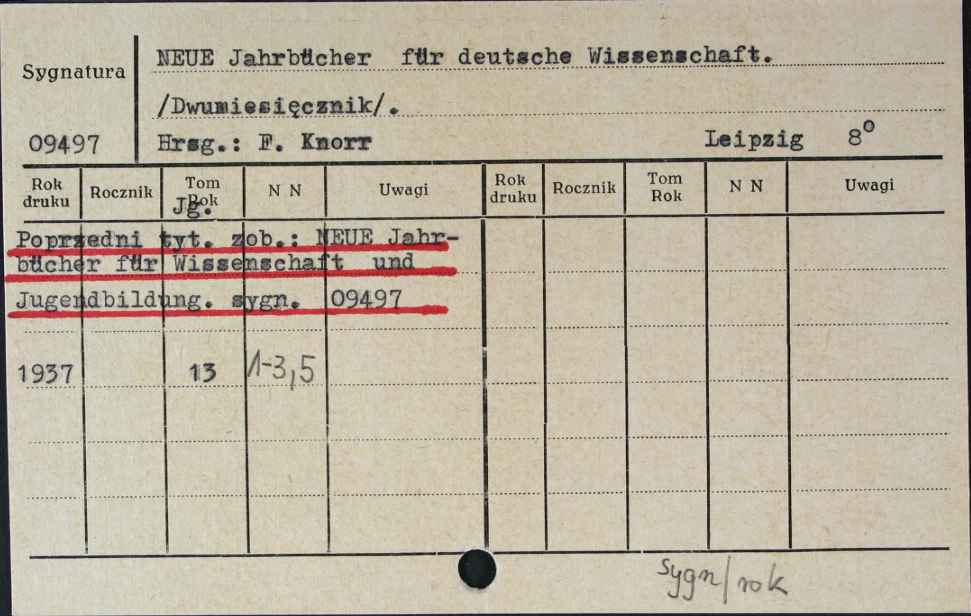 NEUE Jahrbücher für deutsche Wissenschaft.
Sygnatura
/Dwumiesięcznik/.
09497 Hrsg.: F. Knorr Leipzig 8°
Rok druku Rocznik Tom Rok N N Uwagi Rok druku Rocznik Tom Rok N N Uwagi
Jg.
Poprzedni tyt. zob.: NEUE Jahr-
bücher für Wissenschaft und
Jugendbildung. sygn. 09497
1937 13 1-3,5
sygn/rok